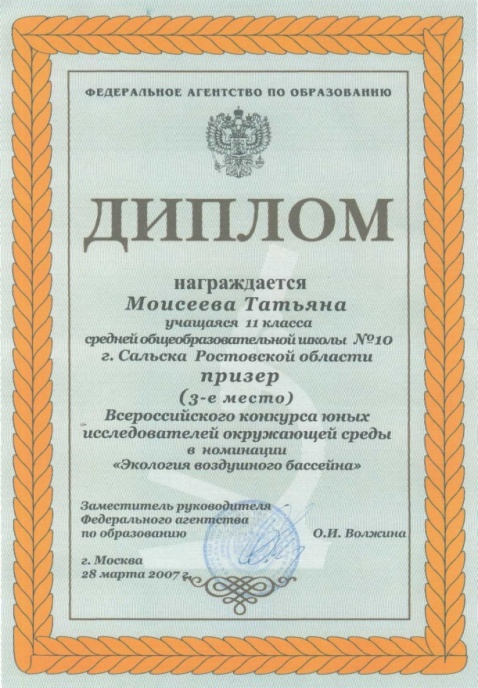 ФЕДЕРАЛЬНОЕ АГЕНТСТВО ПО ОБРАЗОВАНИЮ
ДИПЛОМ
награждается
Моисеева Татьяна
учащаяся 11 класса
средней общеобразовательной школы №10
г. Сальска Ростовской области
призер
(3-е место)
Всероссийского конкурса юных
исследователей окружающей среды
в номинации
«Экология воздушного бассейна»
Заместитель руководителя
Федерального агентства
по образованию О.И. Волжина
г. Москва
28 марта 2007 г.